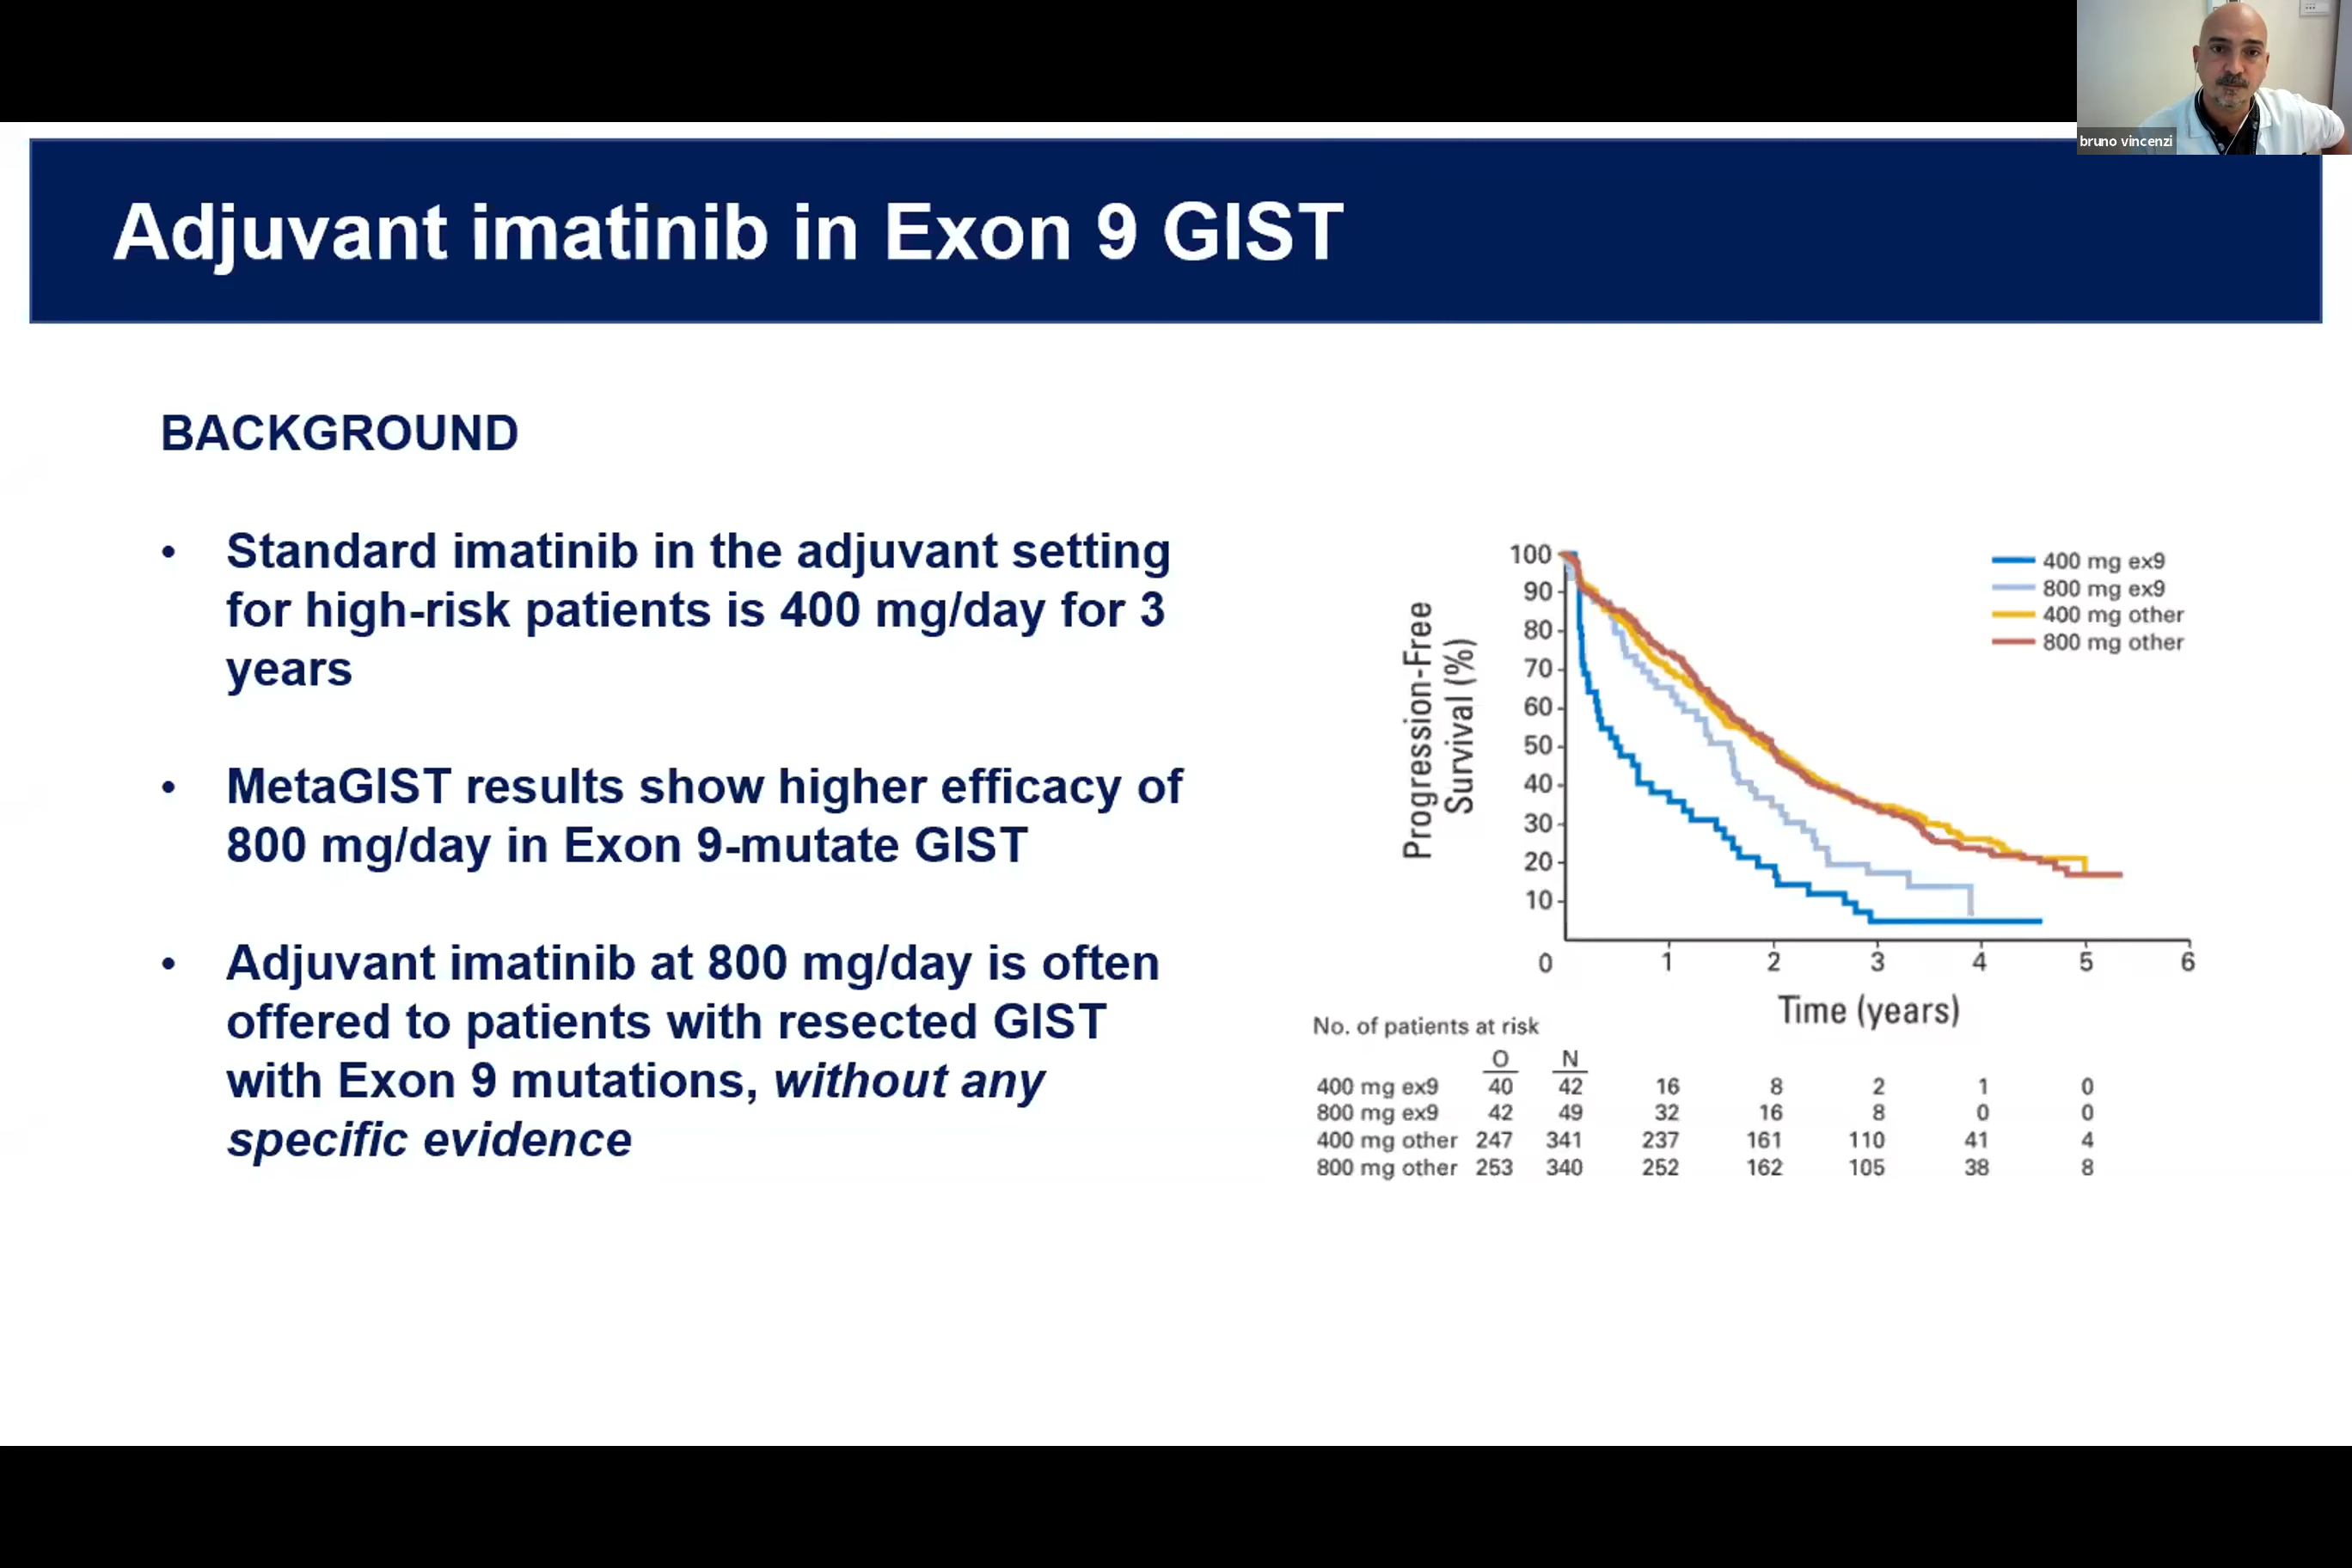 bruno vincenzi
Adjuvant imatinib in Exon 9 GIST
BACKGROUND
• Standard imatinib in the adjuvant setting
for high-risk patients is 400 mg/day for 3
years
• MetaGIST results show higher efficacy of
800 mg/day in Exon 9-mutate GIST
• Adjuvant imatinib at 800 mg/day is often
offered to patients with resected GIST
with Exon 9 mutations, without any
specific evidence
Progression-Free
Survival (%)
100
90
80
70
60
50
40
30
20
10
0 1 2 3 4 5 6
Time (years)
400 mg ex9
800 mg ex9
400 mg other
800 mg other
No. of patients at risk
O N
400 mg ex9 40 42 16 8 2 1 0
800 mg ex9 42 49 32 16 8 0 0
400 mg other 247 341 237 161 110 41 4
800 mg other 253 340 252 162 105 38 8